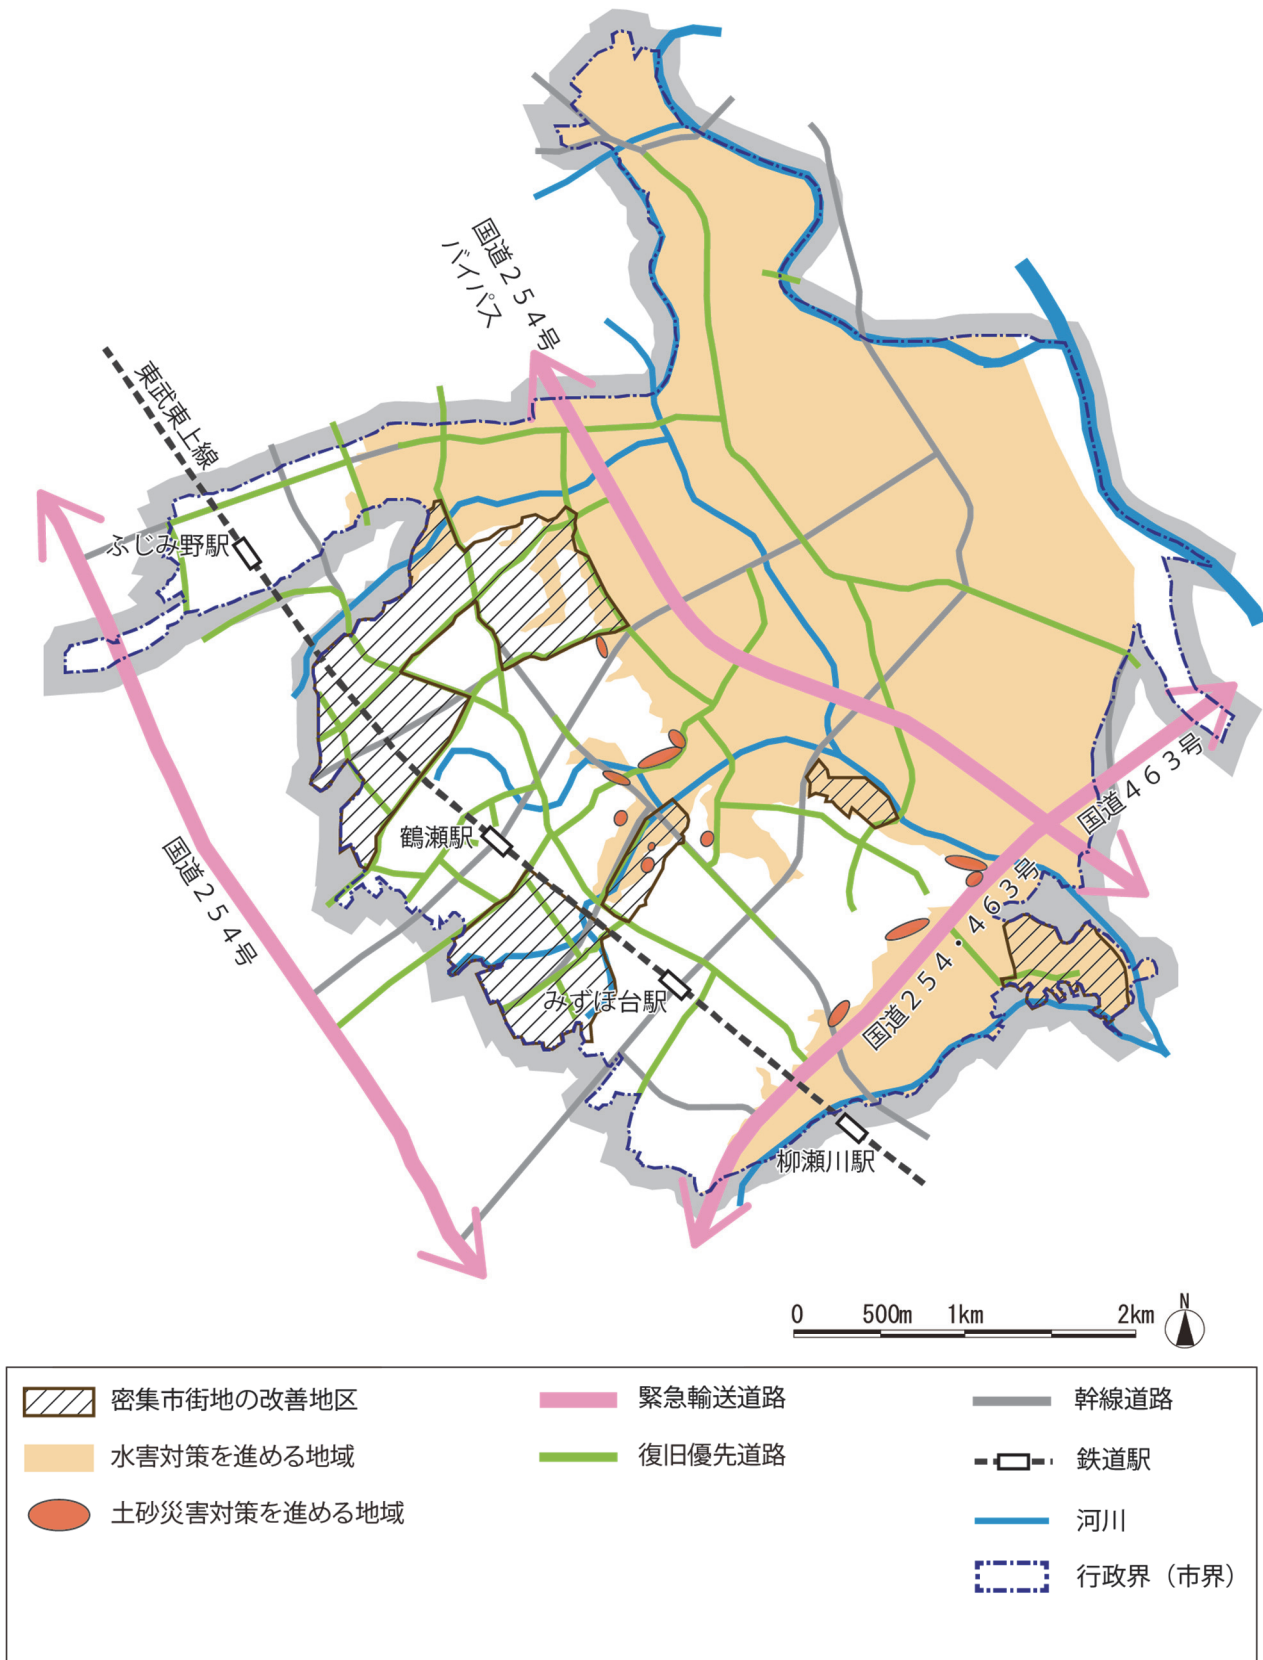 国道２５４号
バイパス
東武東上線
ふじみ野駅
国道４６３号
鶴瀬駅
国道２５４号
国道２５４・４６３号
みずほ台駅
柳瀬川駅
0 500m 1km 2km
N
密集市街地の改善地区
緊急輸送道路
幹線道路
水害対策を進める地域
復旧優先道路
鉄道駅
土砂災害対策を進める地域
河川
行政界（市界）